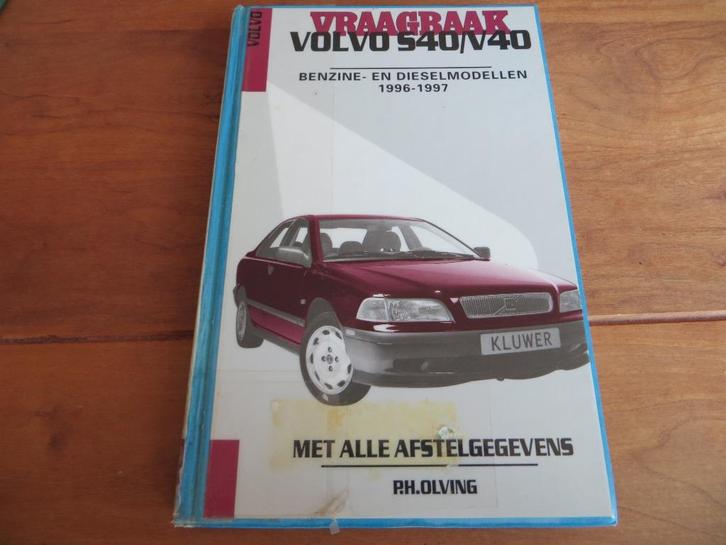 VOLVO
VRAAGBAAK
VOLVO S40/V40
BENZINE- EN DIESELMODELLEN
1996-1997
KLUWER
MET ALLE AFSTELGEGEVENS
P.H.OLVING